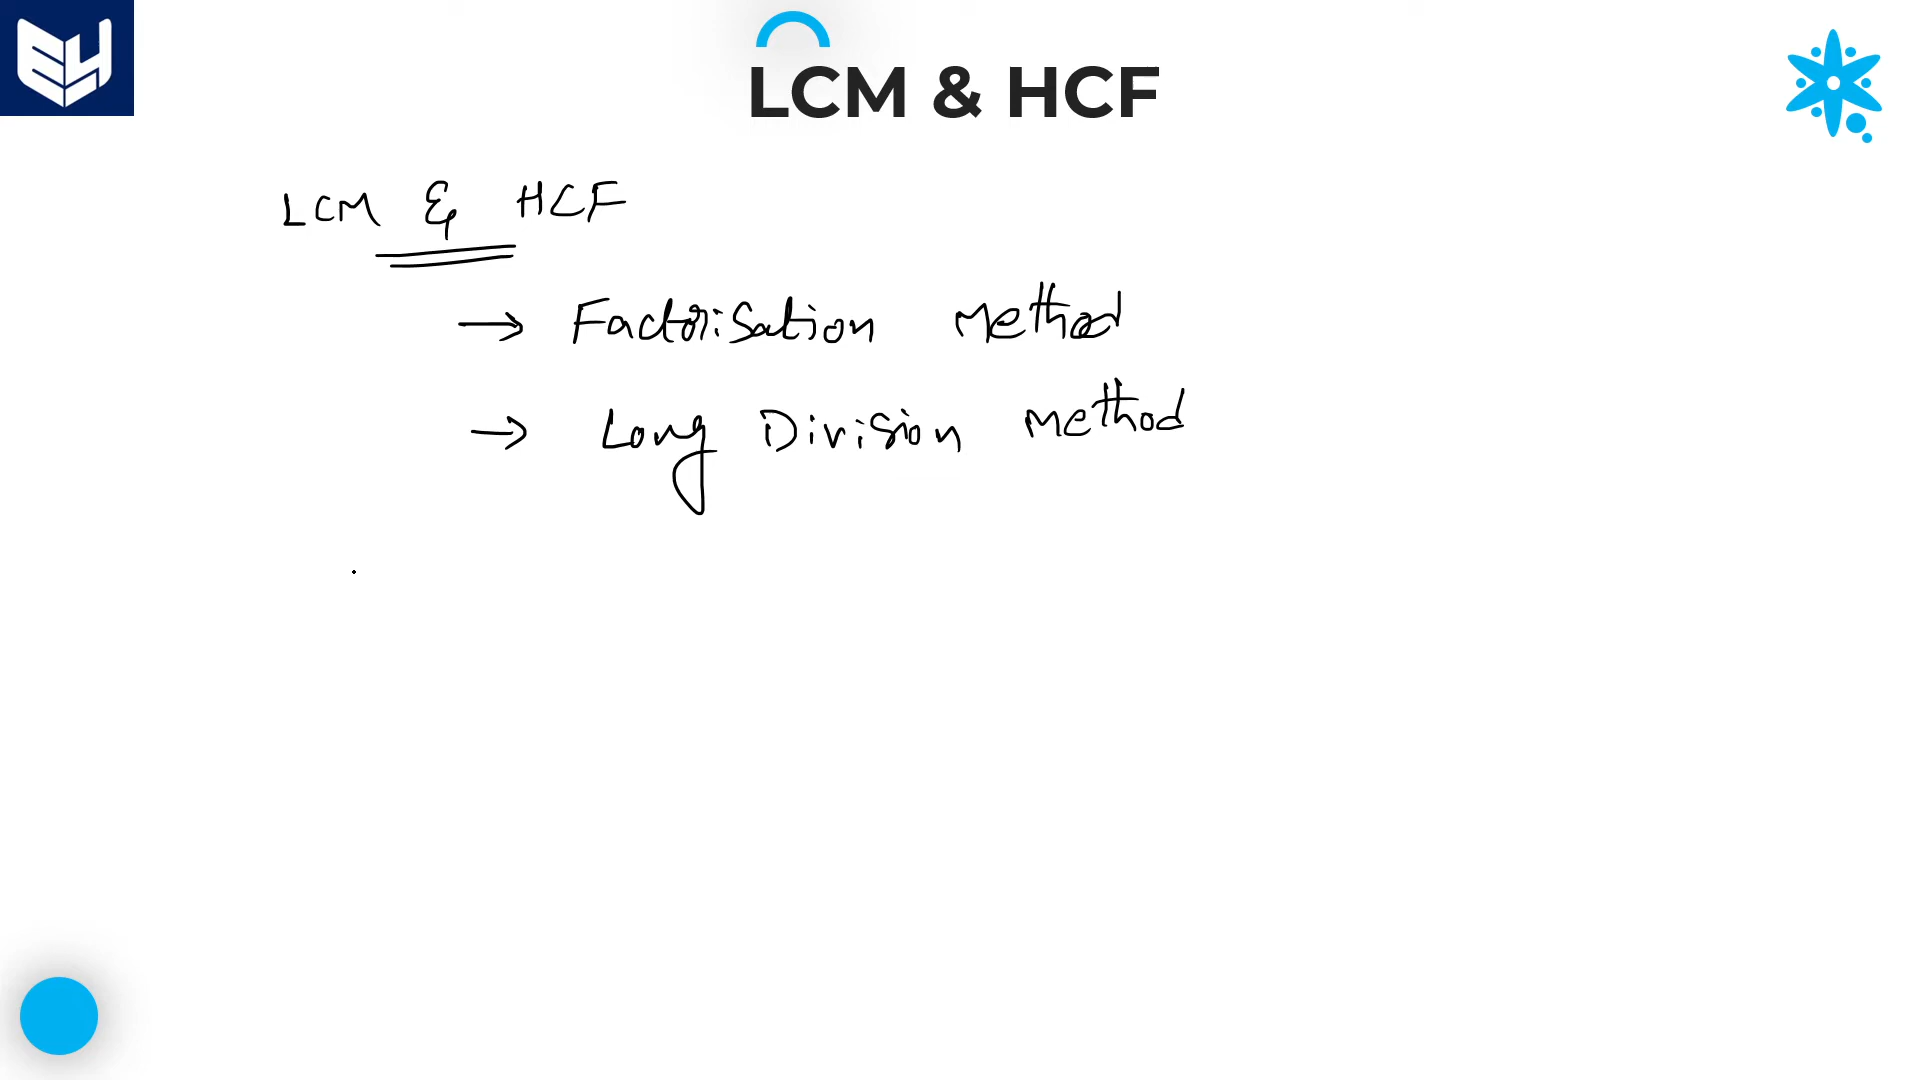 LCM & HCF
LCM & HCF
→ Factorisation Method
→ Long Division Method